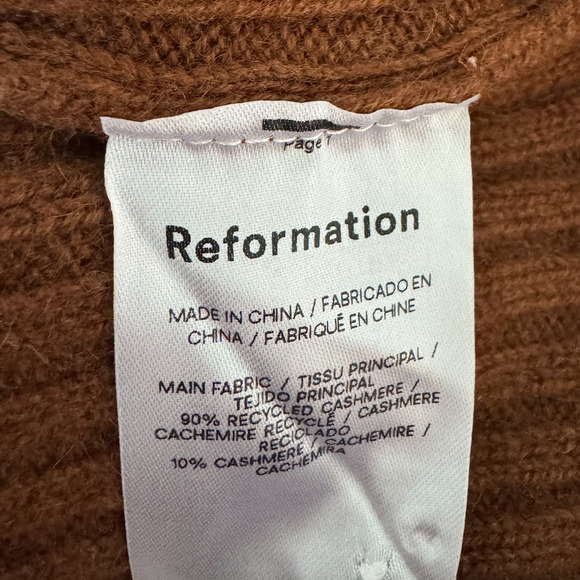 Page 1
Reformation
MADE IN CHINA / FABRICADO EN
CHINA / FABRIQUÉ EN CHINE
MAIN FABRIC / TISSU PRINCIPAL /
TEJIDO PRINCIPAL
90% RECYCLED CASHMERE /
CACHEMIRE RECYCLÉ / CASHMERE
RECICLADO
10% CASHMERE / CACHEMIRE /
CACHEMIRA